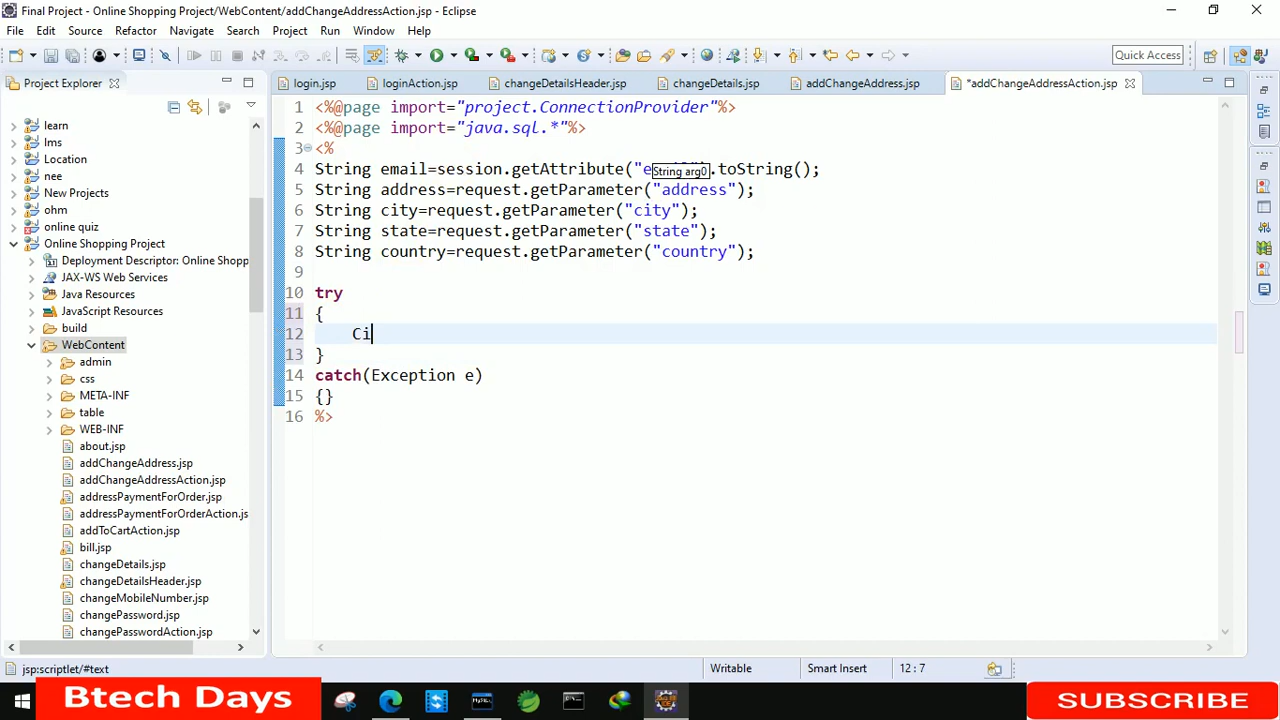 Final Project - Online Shopping Project/WebContent/addChangeAddressAction.jsp - Eclipse
File Edit Source Refactor Navigate Search Project Run Window Help
Quick Access
Project Explorer
login.jsp loginAction.jsp changeDetailsHeader.jsp changeDetails.jsp addChangeAddress.jsp *addChangeAddressAction.jsp
learn
lms
Location
nee
New Projects
ohm
online quiz
Online Shopping Project
Deployment Descriptor: Online Shopp
JAX-WS Web Services
Java Resources
JavaScript Resources
build
WebContent
admin
css
META-INF
table
WEB-INF
about.jsp
addChangeAddress.jsp
addChangeAddressAction.jsp
addressPaymentForOrder.jsp
addressPaymentForOrderAction.js
addToCartAction.jsp
bill.jsp
changeDetails.jsp
changeDetailsHeader.jsp
changeMobileNumber.jsp
changePassword.jsp
changePasswordAction.jsp
1 <%@page import="project.ConnectionProvider"%>
2 <%@page import="java.sql.*"%>
3 <%
4 String email=session.getAttribute("e String arg0 .toString();
5 String address=request.getParameter("address");
6 String city=request.getParameter("city");
7 String state=request.getParameter("state");
8 String country=request.getParameter("country");
9
10 try
11 {
12 Ci
13 }
14 catch(Exception e)
15 {}
16 %>
jsp:scriptlet/#text Writable Smart Insert 12 : 7
Btech Days SUBSCRIBE